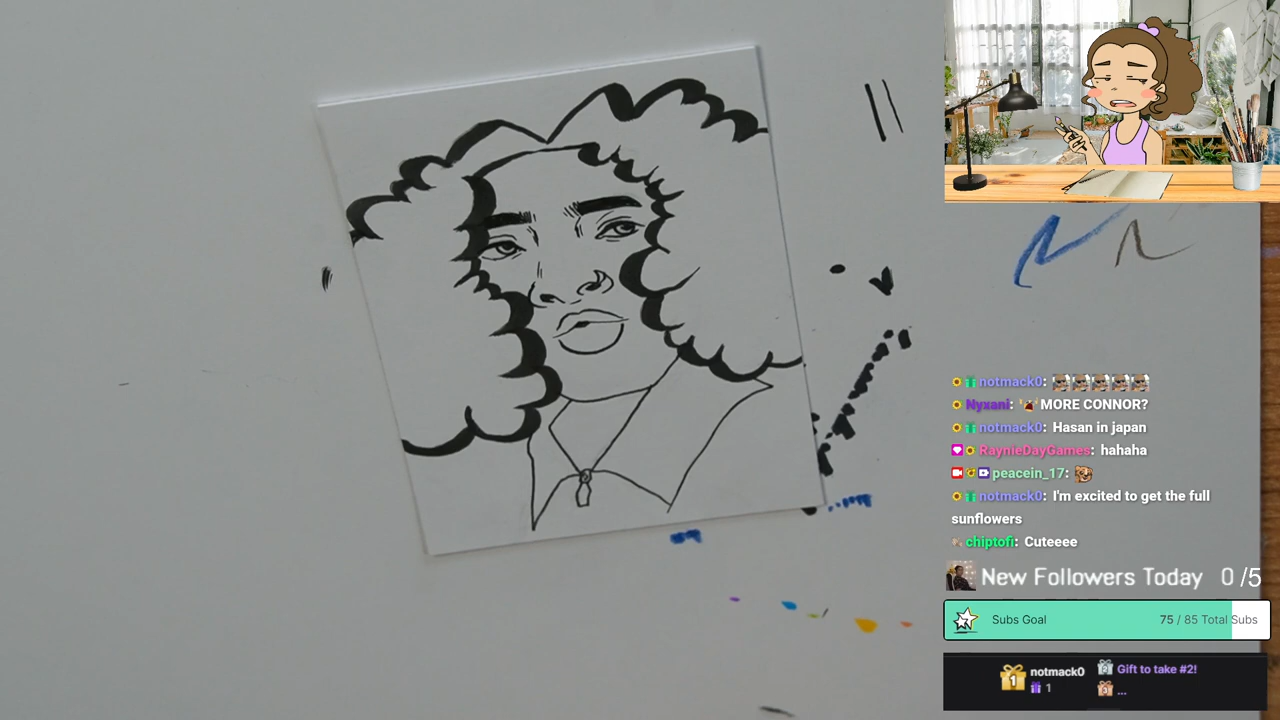 notmack0:
Nyxani: MORE CONNOR?
notmack0: Hasan in japan
RaynieDayGames: hahaha
peacein_17:
notmack0: I'm excited to get the full
sunflowers
chiptofi: Cuteeee
New Followers Today 0 /5
Subs Goal 75 / 85 Total Subs
notmack0 Gift to take #2!
1 ...